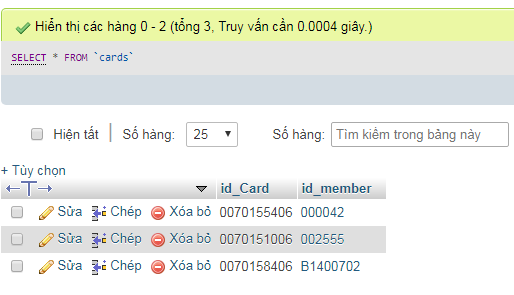 Hiển thị các hàng 0 - 2 (tổng 3, Truy vấn cần 0.0004 giây.)
SELECT * FROM `cards`
Hiện tất Số hàng: 25 Số hàng: Tìm kiếm trong bảng này
+ Tùy chọn
id_Card id_member
Sửa Chép Xóa bỏ 0070155406 000042
Sửa Chép Xóa bỏ 0070151006 002555
Sửa Chép Xóa bỏ 0070158406 B1400702